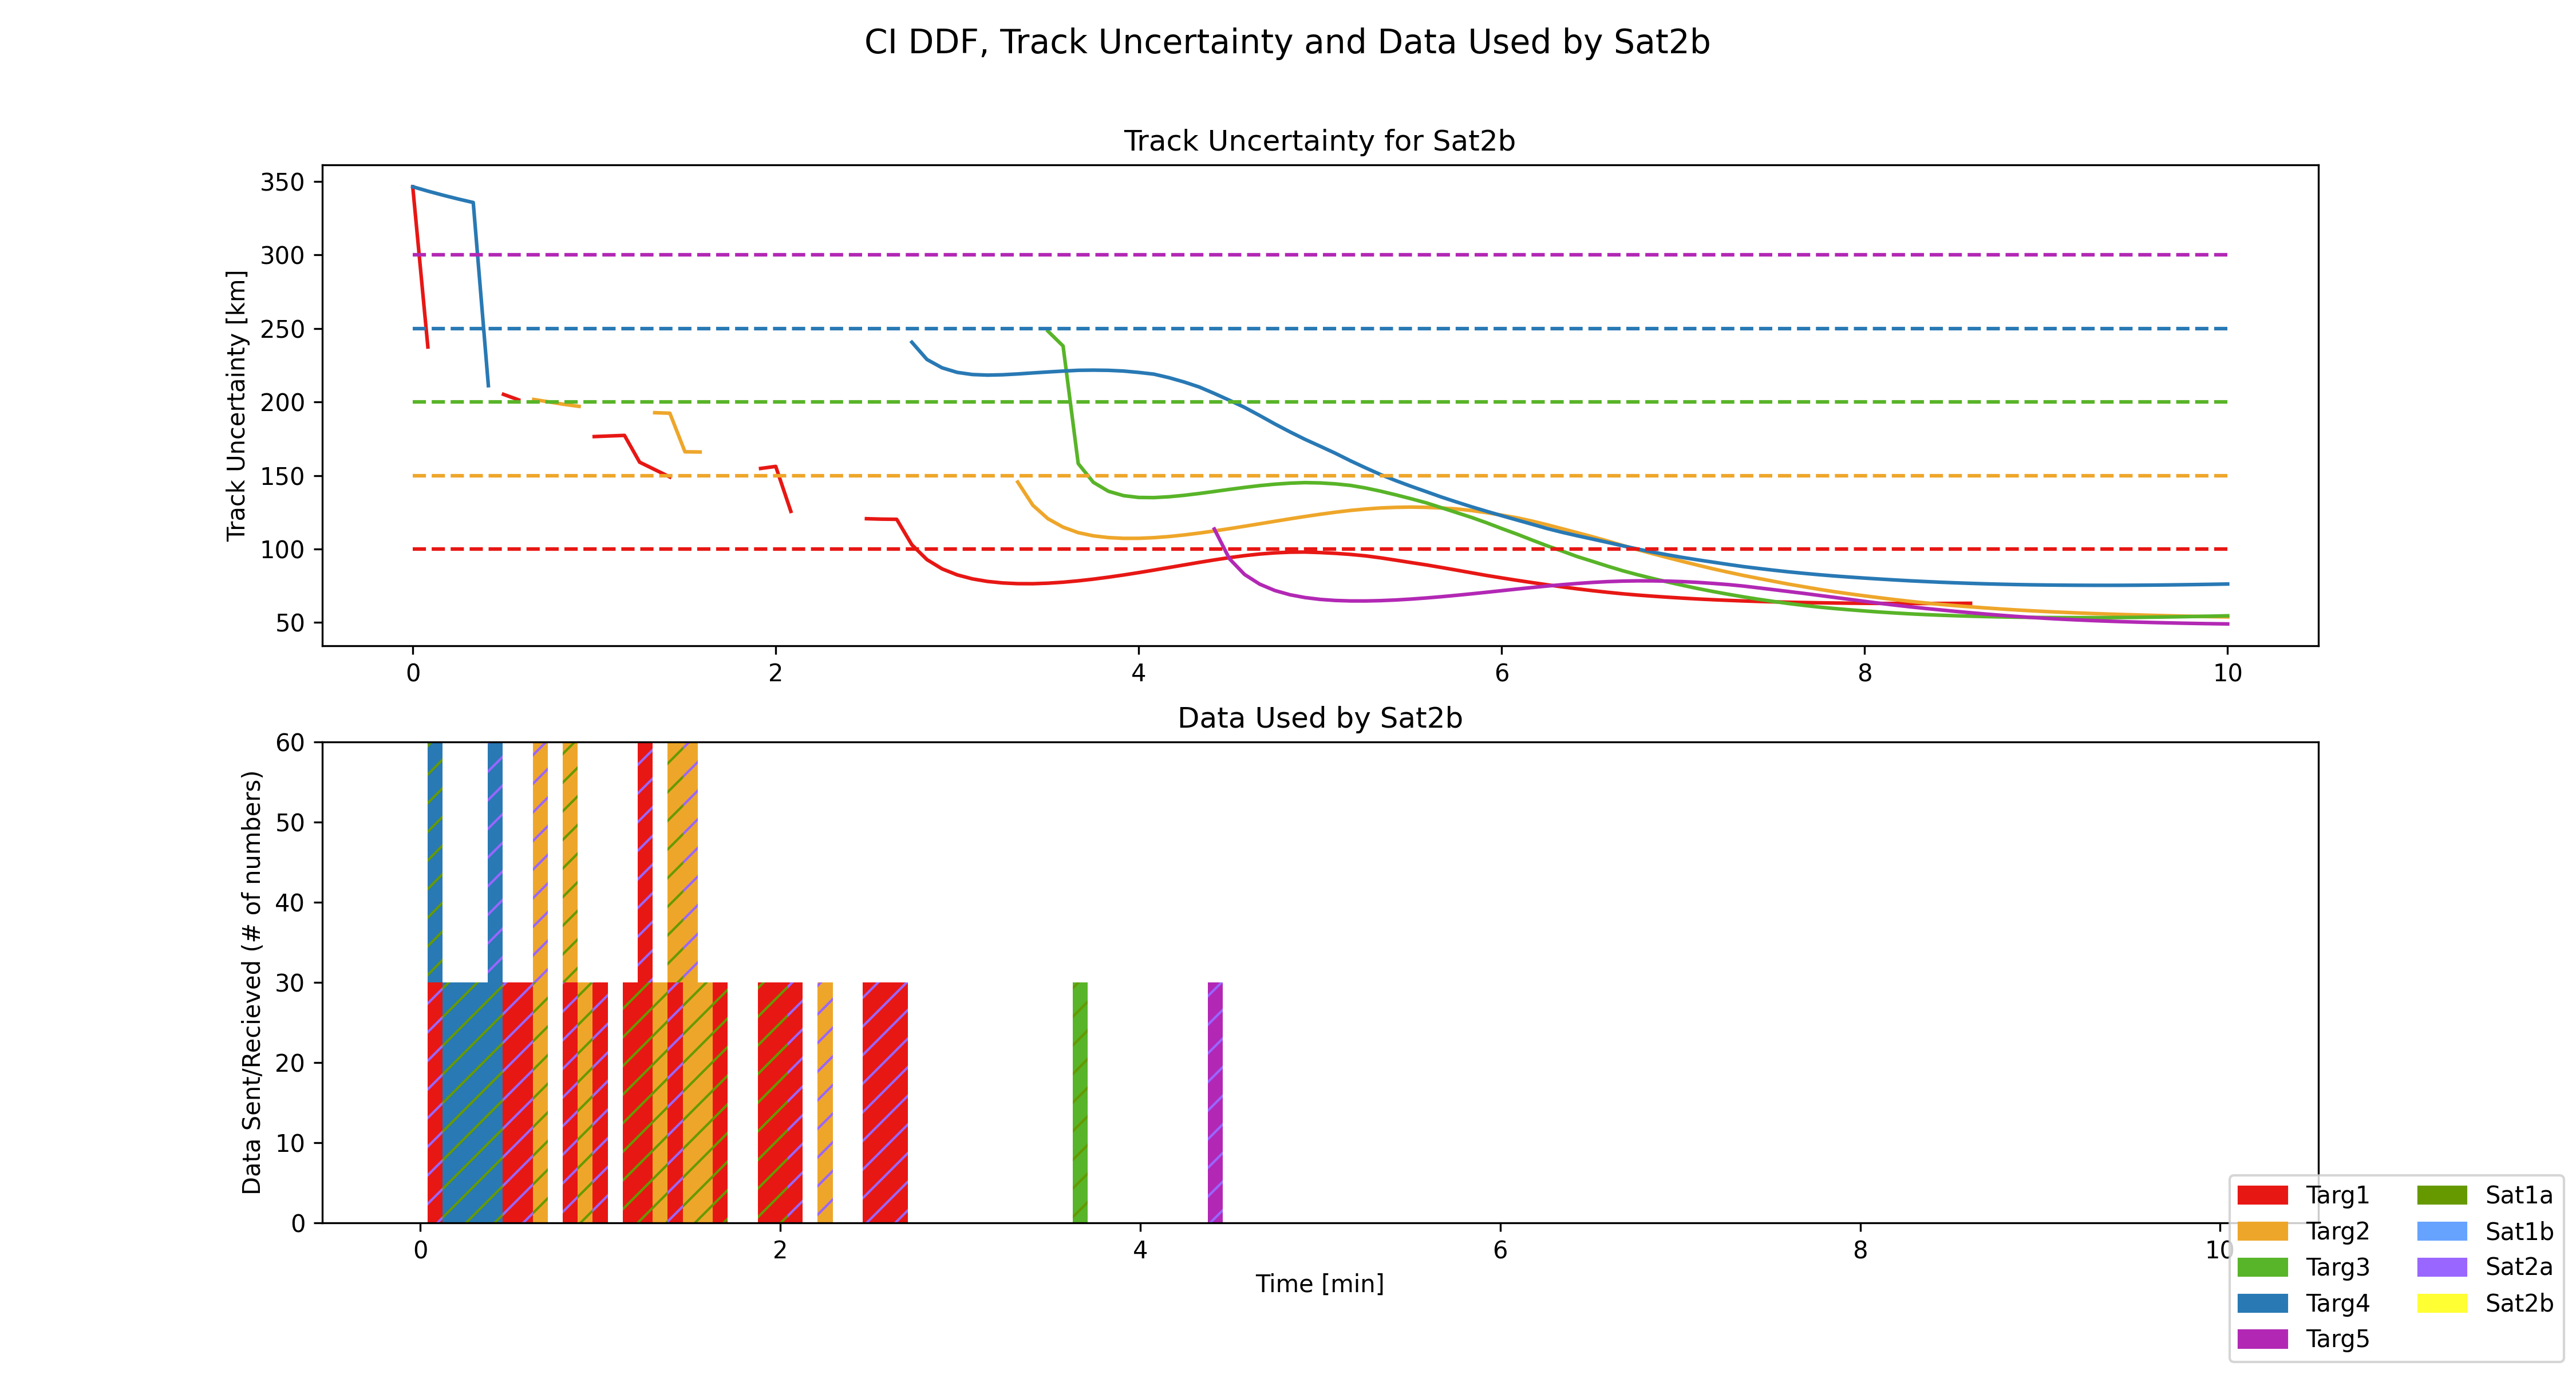 CI DDF, Track Uncertainty and Data Used by Sat2b
Track Uncertainty for Sat2b
Track Uncertainty [km]
350
300
250
200
150
100
50
0 2 4 6 8 10
Data Used by Sat2b
Data Sent/Recieved (# of numbers)
60
50
40
30
20
10
0
0 2 4 6 8 10
Time [min]
Targ1 Sat1a
Targ2 Sat1b
Targ3 Sat2a
Targ4 Sat2b
Targ5